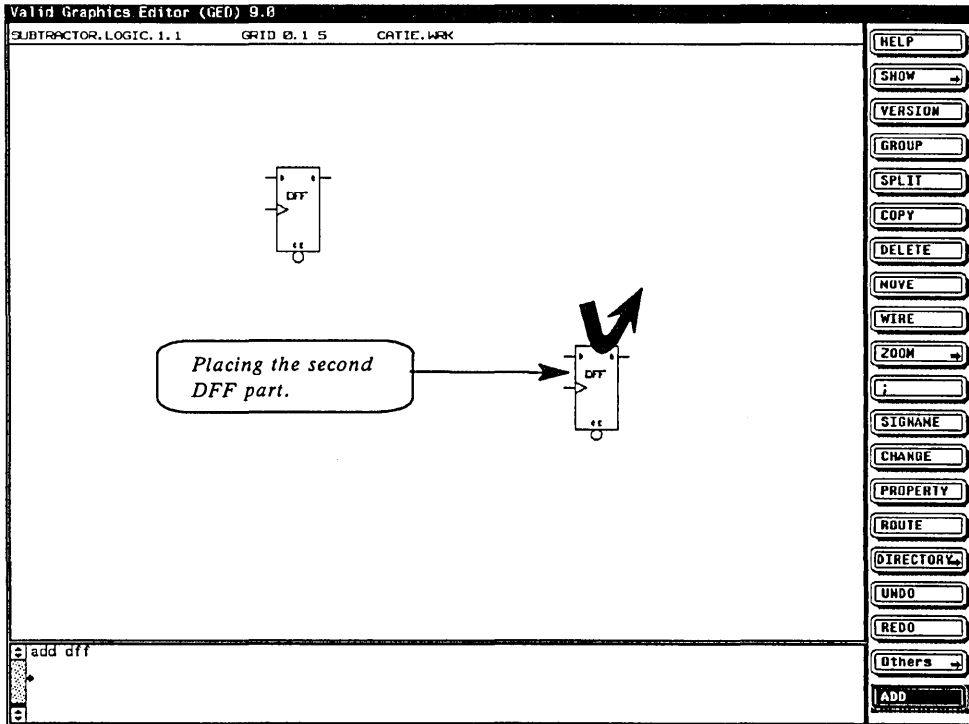 Valid Graphics Editor (GED) 9.0
SUBTRACTOR.LOGIC.1.1 GRID 0.1 5 CATIE.WRK
HELP
SHOW
VERSION
GROUP
SPLIT
COPY
DELETE
MOVE
WIRE
ZOOM
;
SIGNAME
CHANGE
PROPERTY
ROUTE
DIRECTORY
UNDO
REDO
Others
ADD
DFF
Placing the second
DFF part.
DFF
add dff